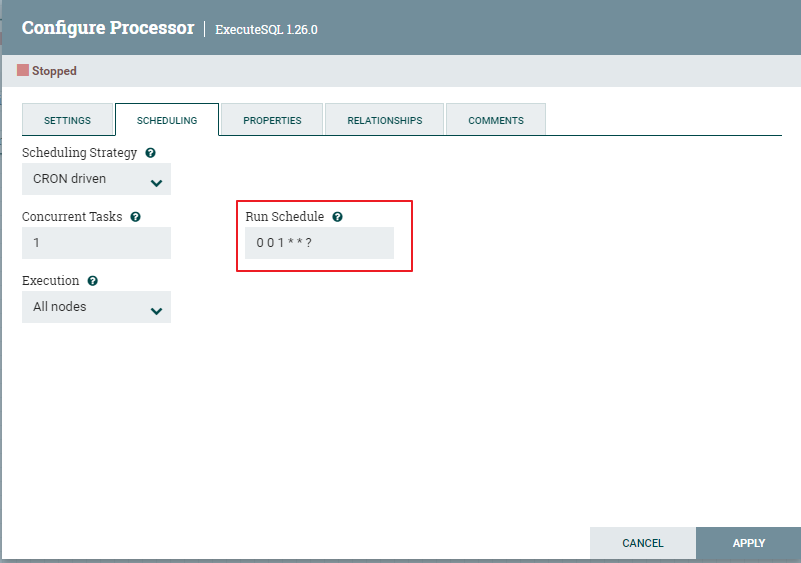 Configure Processor | ExecuteSQL 1.26.0
Stopped
SETTINGS SCHEDULING PROPERTIES RELATIONSHIPS COMMENTS
Scheduling Strategy
CRON driven
Concurrent Tasks Run Schedule
1 0 0 1 * * ?
Execution
All nodes
CANCEL APPLY